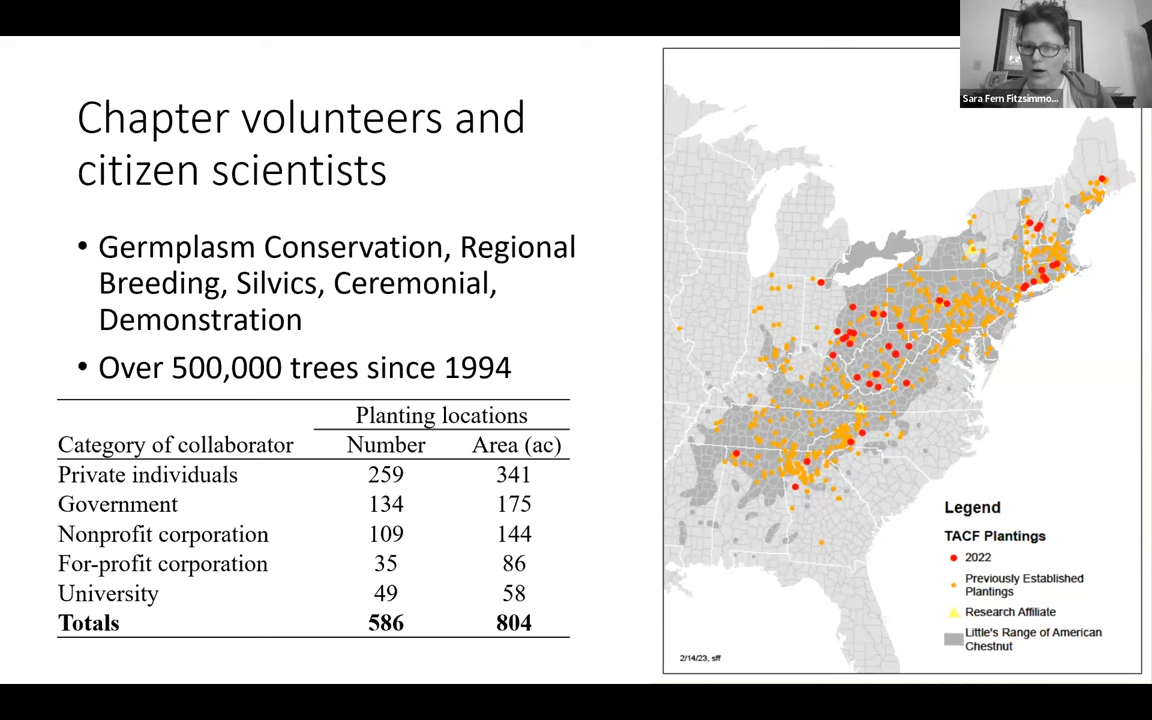 Sara Fern Fitzsimmo...
Chapter volunteers and
citizen scientists
• Germplasm Conservation, Regional
Breeding, Silvics, Ceremonial,
Demonstration
• Over 500,000 trees since 1994
Planting locations
Category of collaborator Number Area (ac)
Private individuals 259 341
Government 134 175
Nonprofit corporation 109 144
For-profit corporation 35 86
University 49 58
Totals 586 804
Legend
TACF Plantings
2022
Previously Established
Plantings
Research Affiliate
Little's Range of American
Chestnut
2/14/23, sff